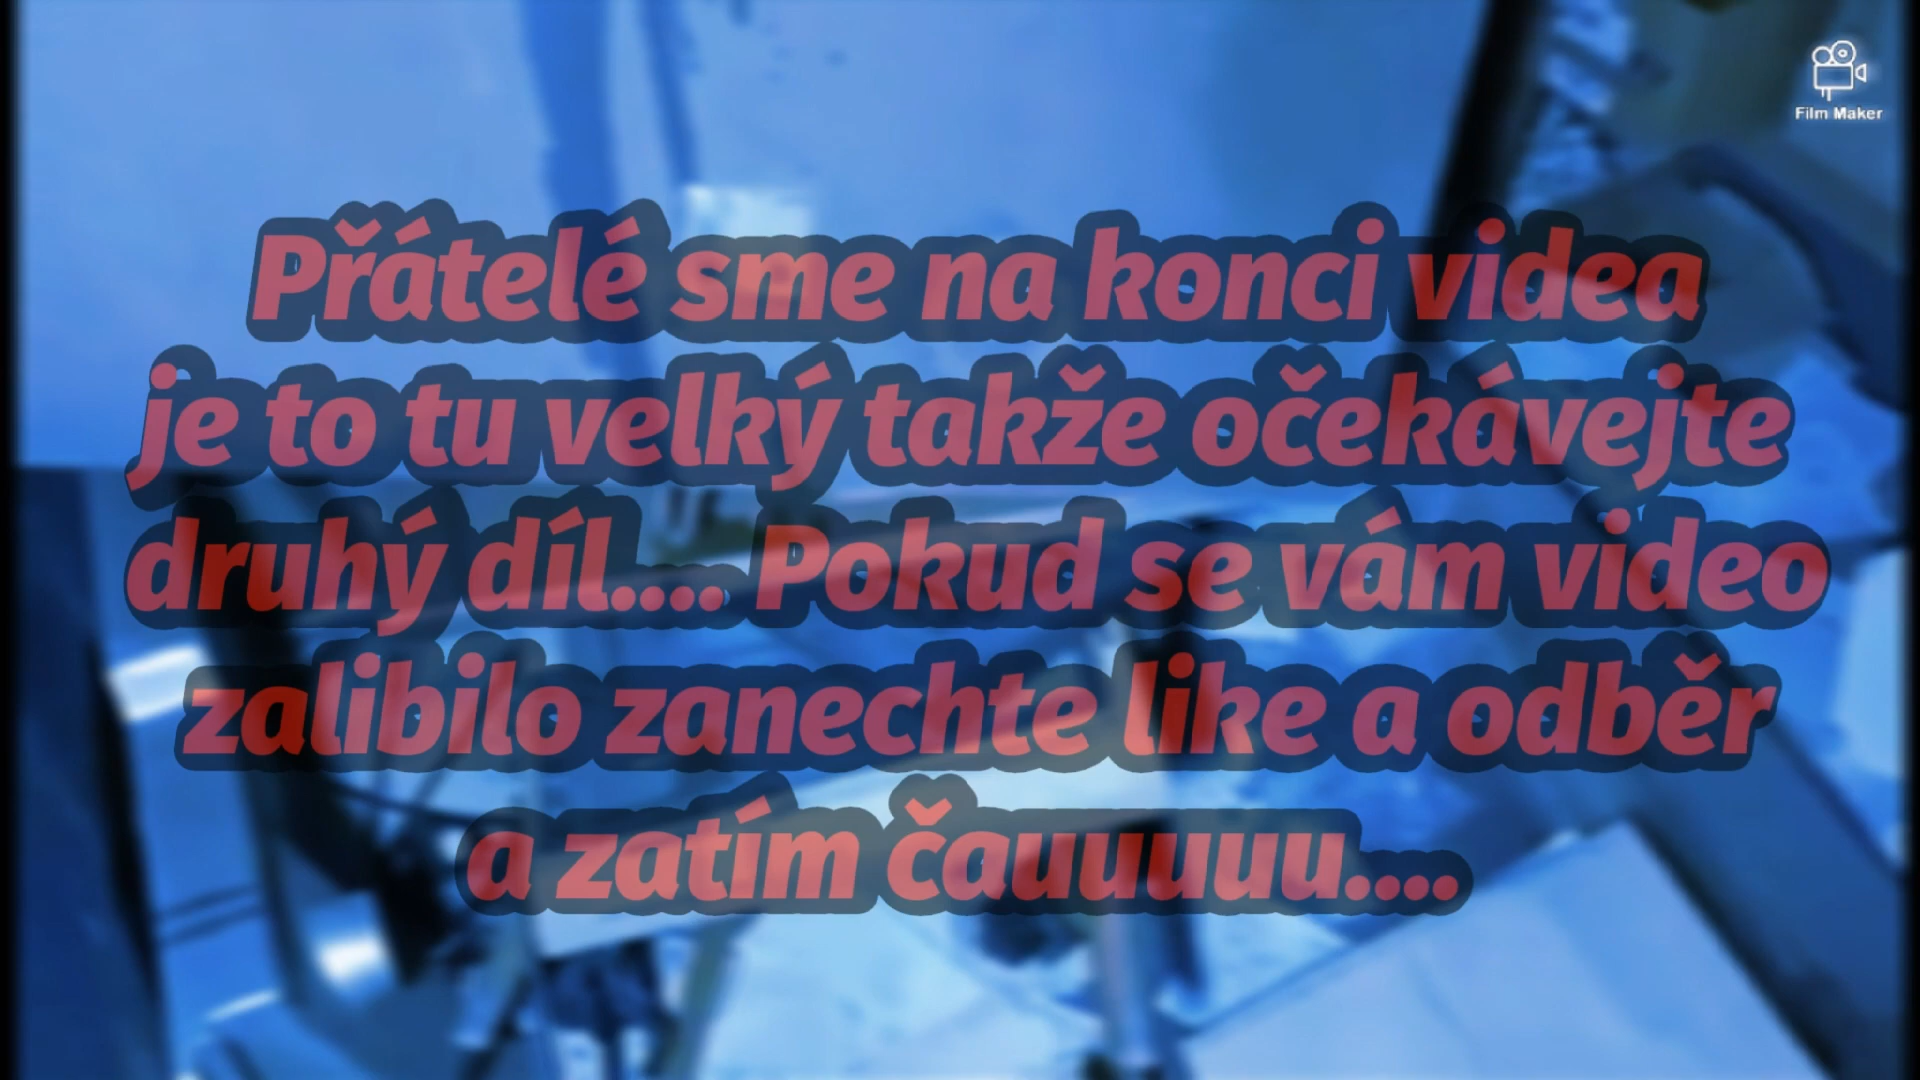 Film Maker
Přátelé sme na konci videa
je to tu velký takže očekávejte
druhý díl.... Pokud se vám video
zalibilo zanechte like a odběr
a zatím čauuuuu....